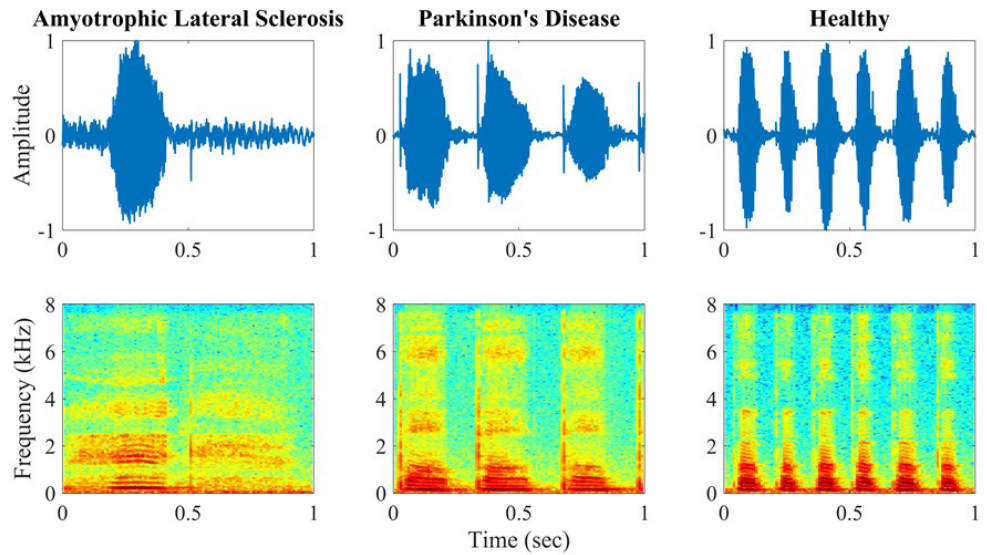 Amyotrophic Lateral Sclerosis Parkinson's Disease Healthy
1 1 1
Amplitude
0 0 0
-1 -1 -1
0 0.5 1 0 0.5 1 0 0.5 1
8 8 8
6 6 6
Frequency (kHz)
4 4 4
2 2 2
0 0 0
0 0.5 1 0 0.5 1 0 0.5 1
Time (sec)